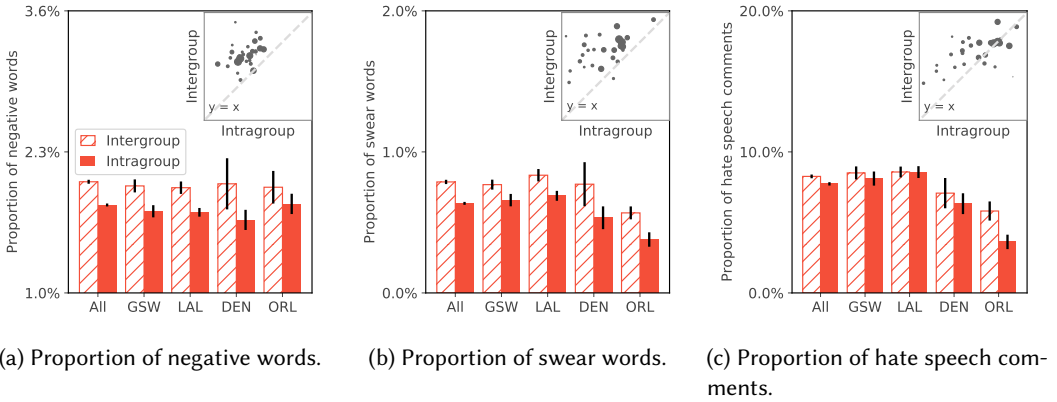 3.6%
2.3%
1.0%
Proportion of negative words
Intergroup
Intragroup
y = x
Intergroup
Intragroup
All GSW LAL DEN ORL
(a) Proportion of negative words.
2.0%
1.0%
0.0%
Proportion of swear words
Intergroup
Intragroup
y = x
All GSW LAL DEN ORL
(b) Proportion of swear words.
20.0%
10.0%
0.0%
Proportion of hate speech comments
Intergroup
Intragroup
y = x
All GSW LAL DEN ORL
(c) Proportion of hate speech com-
ments.